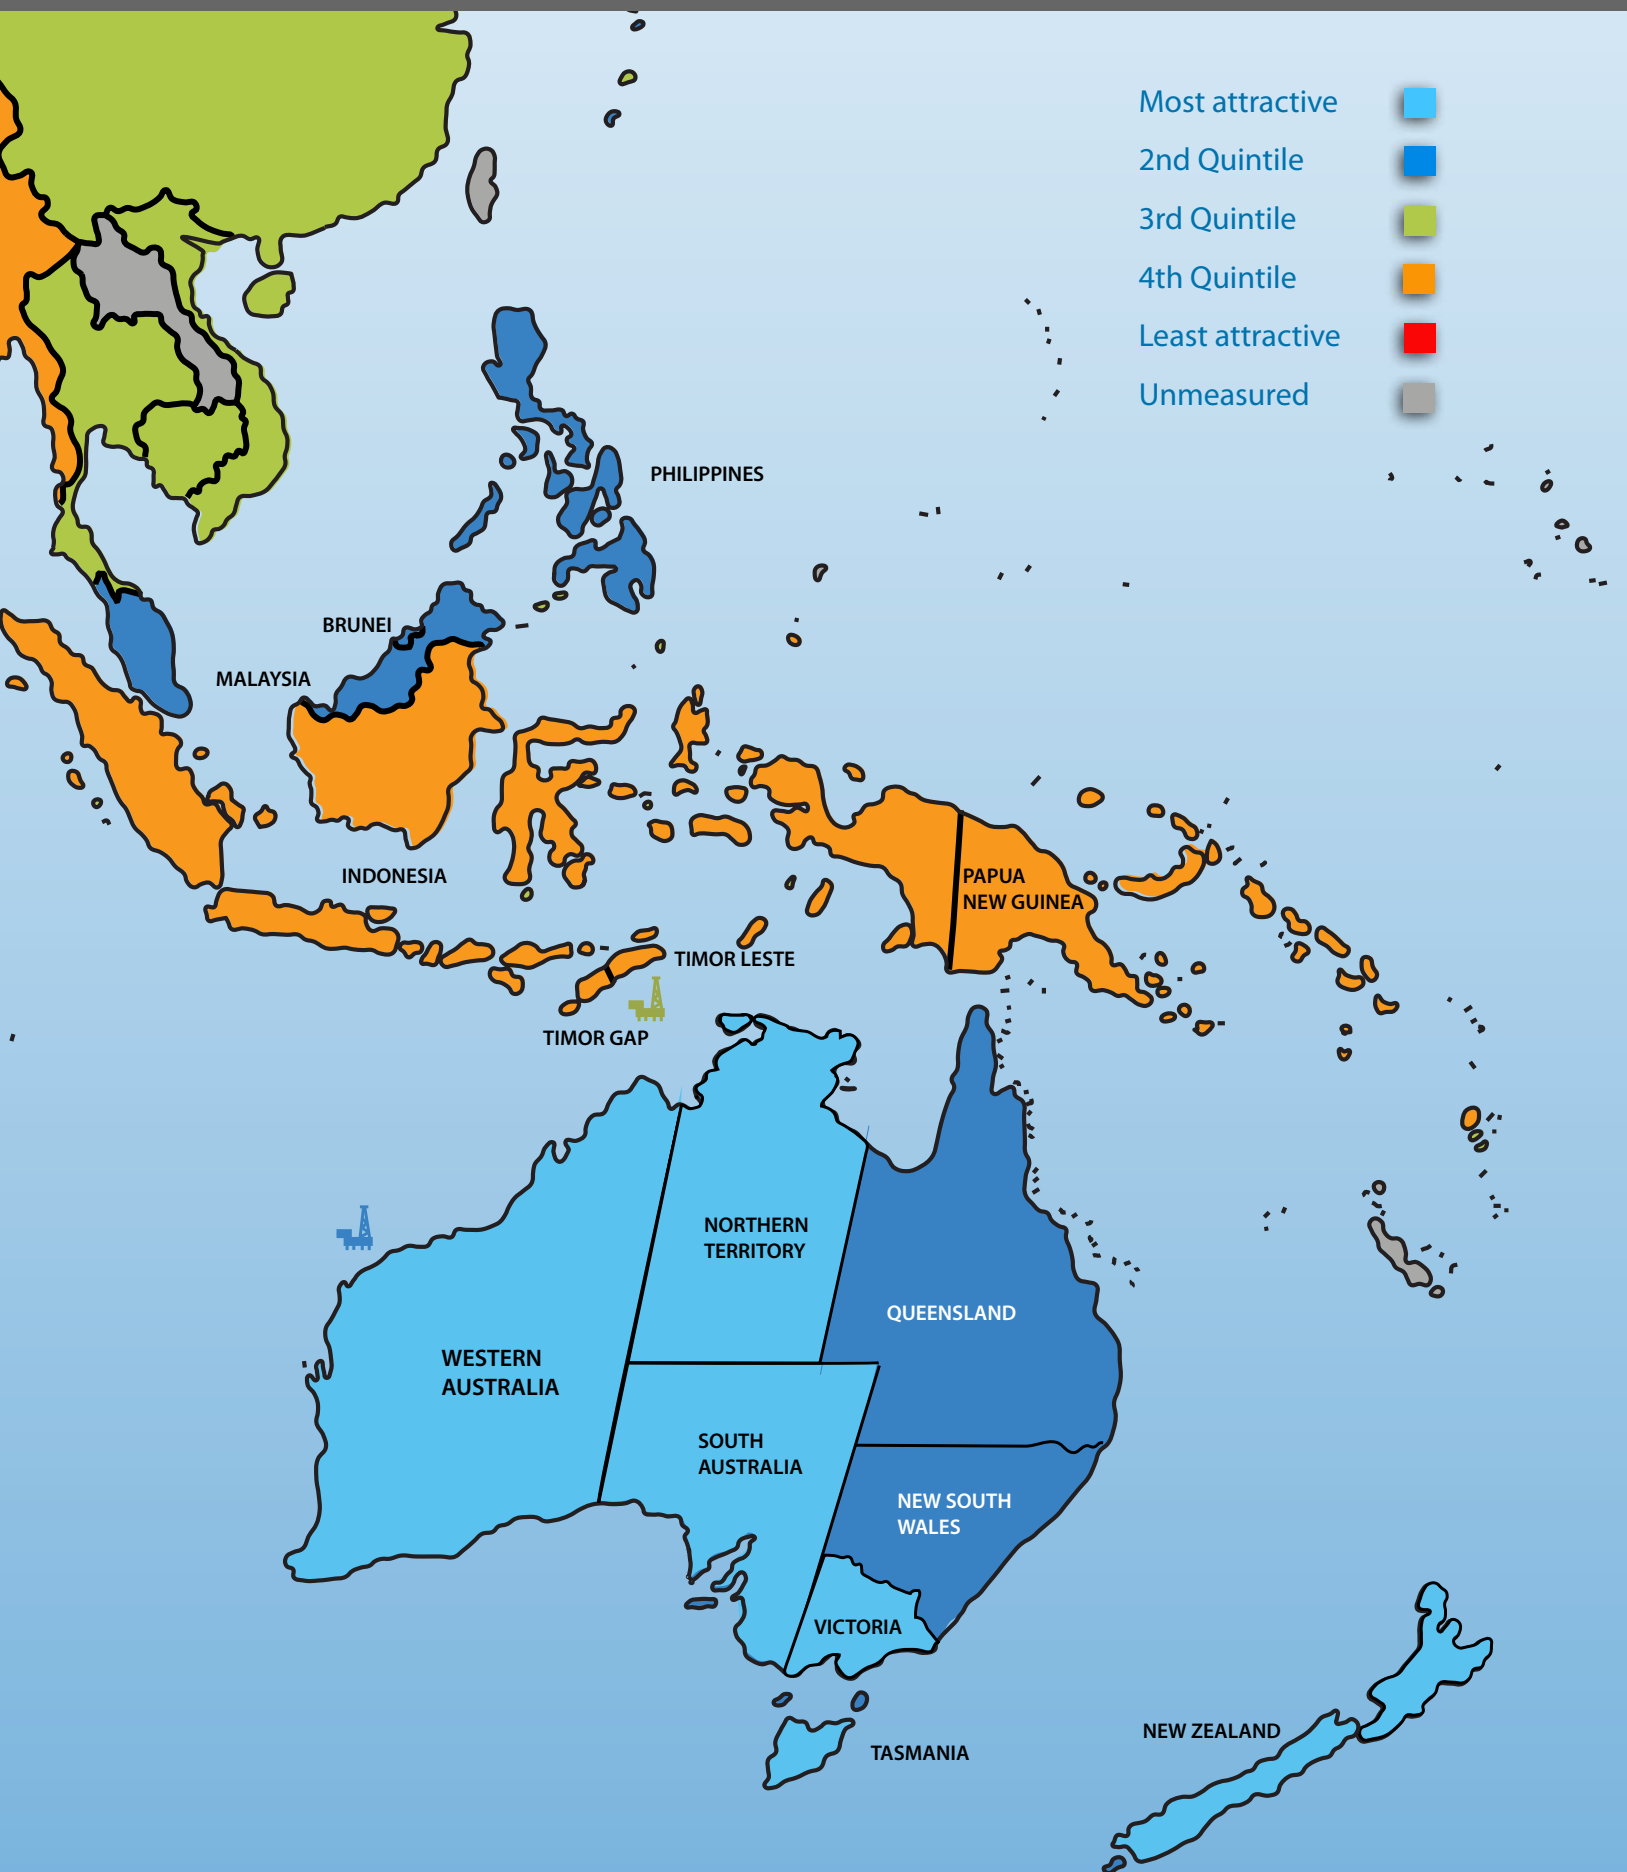 Most attractive
2nd Quintile
3rd Quintile
4th Quintile
Least attractive
Unmeasured
PHILIPPINES
BRUNEI
MALAYSIA
INDONESIA
PAPUA
NEW GUINEA
TIMOR LESTE
TIMOR GAP
NORTHERN
TERRITORY
QUEENSLAND
WESTERN
AUSTRALIA
SOUTH
AUSTRALIA
NEW SOUTH
WALES
VICTORIA
NEW ZEALAND
TASMANIA